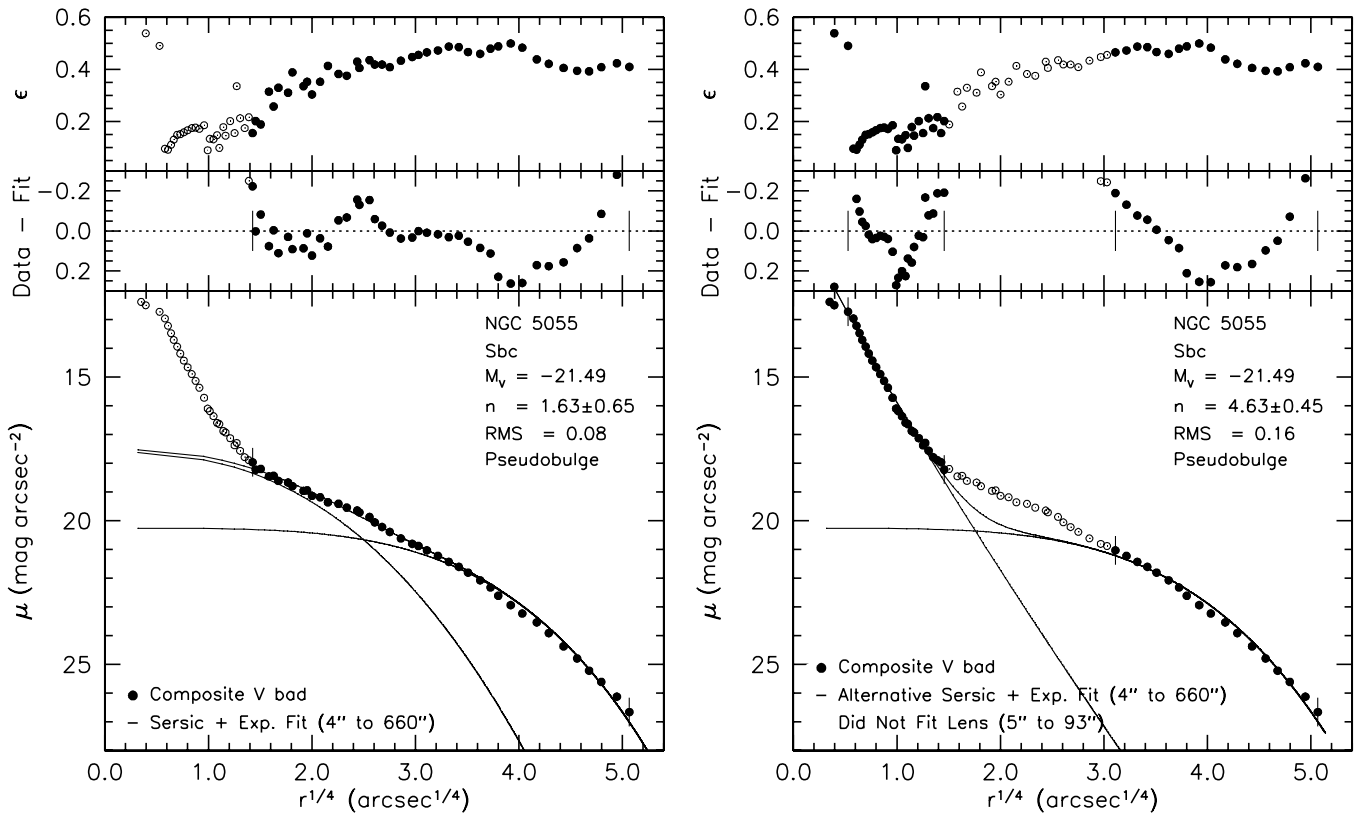 0.6
0.4
0.2
ε
−0.2
0.0
0.2
Data − Fit
15
20
25
μ (mag arcsec⁻²)
NGC 5055
Sbc
Mᵥ = −21.49
n = 1.63±0.65
RMS = 0.08
Pseudobulge
● Composite V bad
− Sersic + Exp. Fit (4″ to 660″)
0.0 1.0 2.0 3.0 4.0 5.0
r¹/⁴ (arcsec¹/⁴)
0.6
0.4
0.2
ε
−0.2
0.0
0.2
Data − Fit
15
20
25
μ (mag arcsec⁻²)
NGC 5055
Sbc
Mᵥ = −21.49
n = 4.63±0.45
RMS = 0.16
Pseudobulge
● Composite V bad
− Alternative Sersic + Exp. Fit (4″ to 660″)
Did Not Fit Lens (5″ to 93″)
0.0 1.0 2.0 3.0 4.0 5.0
r¹/⁴ (arcsec¹/⁴)